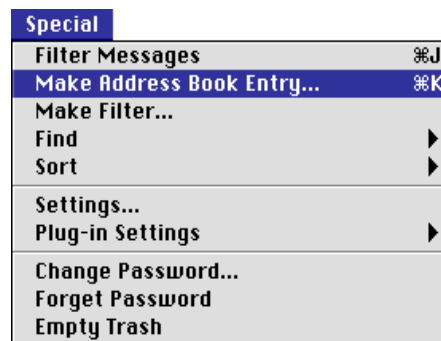 Special
Filter Messages ⌘J
Make Address Book Entry... ⌘K
Make Filter...
Find
Sort
Settings...
Plug-in Settings
Change Password...
Forget Password
Empty Trash